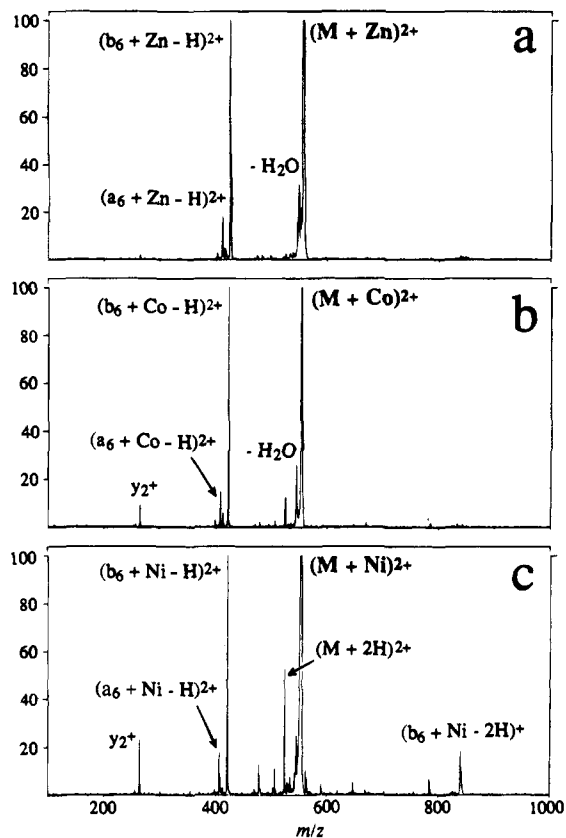 100
80
60
40
20
(b6 + Zn - H)2+
(M + Zn)2+
a
- H2O
(a6 + Zn - H)2+
100
80
60
40
20
(b6 + Co - H)2+
(M + Co)2+
b
(a6 + Co - H)2+
- H2O
y2+
100
80
60
40
20
(b6 + Ni - H)2+
(M + Ni)2+
c
(M + 2H)2+
(a6 + Ni - H)2+
y2+
(b6 + Ni - 2H)+
200 400 600 800 1000
m/z